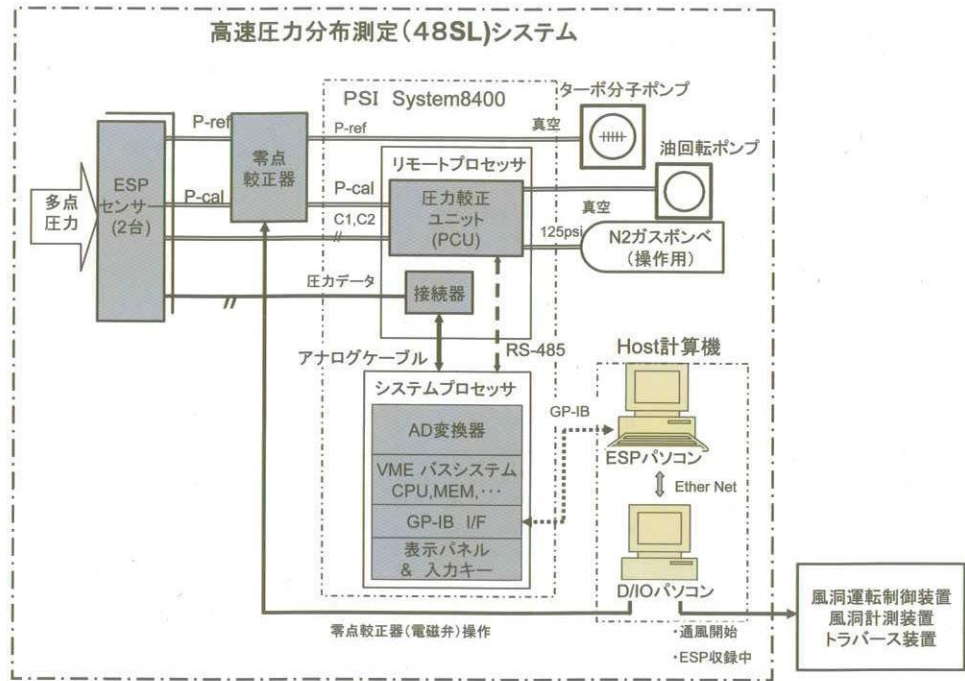 高速圧力分布測定(48SL)システム
PSI System8400
ターボ分子ポンプ
P-ref
P-ref
真空
油回転ポンプ
リモートプロセッサ
零点
較正器
ESP
センサー
(2台)
多点
圧力
P-cal
P-cal
圧力較正
ユニット
(PCU)
真空
C1,C2
//
125psi
N2ガスボンベ
(操作用)
圧力データ
//
接続器
RS-485
アナログケーブル
Host計算機
システムプロセッサ
GP-IB
AD変換器
ESPパソコン
VME バスシステム
CPU,MEM,・・・
Ether Net
GP-IB I/F
表示パネル
& 入力キー
D/IOパソコン
風洞運転制御装置
風洞計測装置
トラバース装置
零点較正器(電磁弁)操作
・通風開始
・ESP収録中